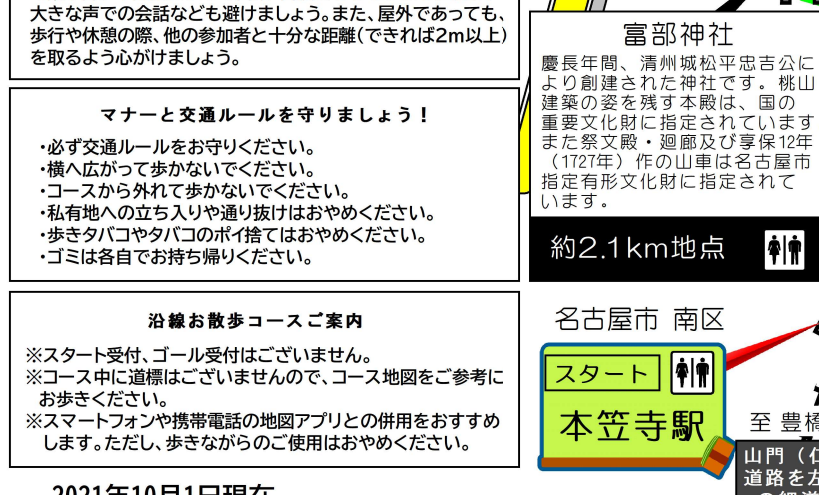 大きな声での会話なども避けましょう。また、屋外であっても、
歩行や休憩の際、他の参加者と十分な距離(できれば2m以上)
を取るよう心がけましょう。
マナーと交通ルールを守りましょう！
・必ず交通ルールをお守りください。
・横へ広がって歩かないでください。
・コースから外れて歩かないでください。
・私有地への立ち入りや通り抜けはおやめください。
・歩きタバコやタバコのポイ捨てはおやめください。
・ゴミは各自でお持ち帰りください。
沿線お散歩コースご案内
※スタート受付、ゴール受付はございません。
※コース中に道標はございませんので、コース地図をご参考に
お歩きください。
※スマートフォンや携帯電話の地図アプリとの併用をおすすめ
します。ただし、歩きながらのご使用はおやめください。
2021年10月1日現在
富部神社
慶長年間、清州城松平忠吉公に
より創建された神社です。桃山
建築の姿を残す本殿は、国の
重要文化財に指定されています
また祭文殿・廻廊及び享保12年
（1727年）作の山車は名古屋市
指定有形文化財に指定されて
います。
約2.1km地点
名古屋市 南区
スタート
本笠寺駅
至 豊橋
山門（仁
道路を左